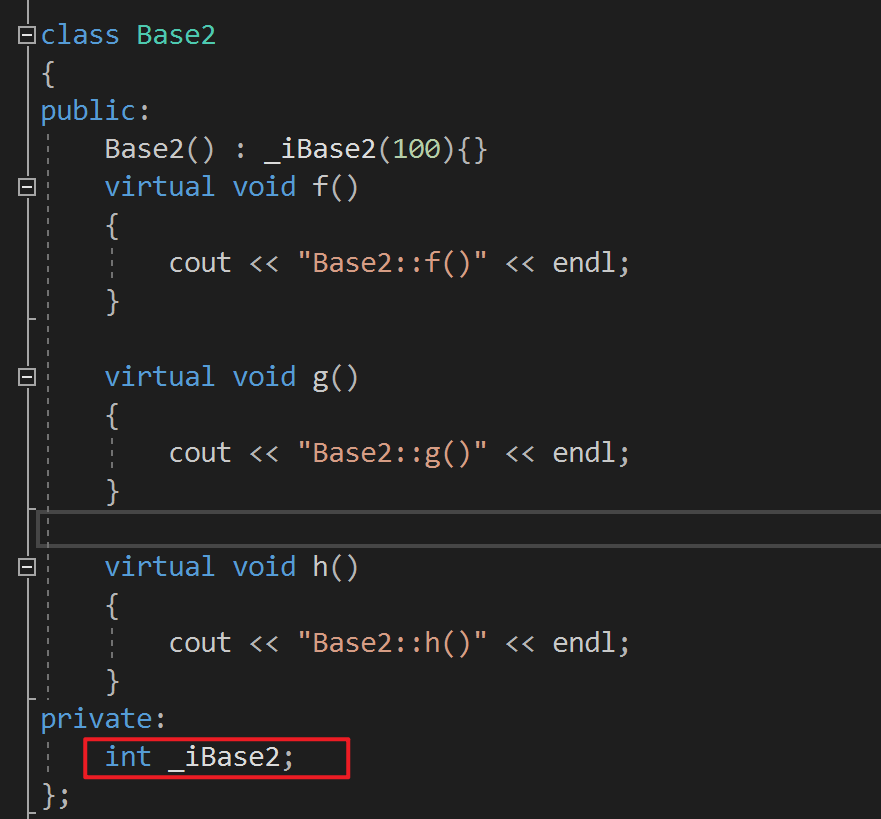 class Base2
{
public:
    Base2() : _iBase2(100){}
    virtual void f()
    {
        cout << "Base2::f()" << endl;
    }

    virtual void g()
    {
        cout << "Base2::g()" << endl;
    }

    virtual void h()
    {
        cout << "Base2::h()" << endl;
    }
private:
    int _iBase2;
};